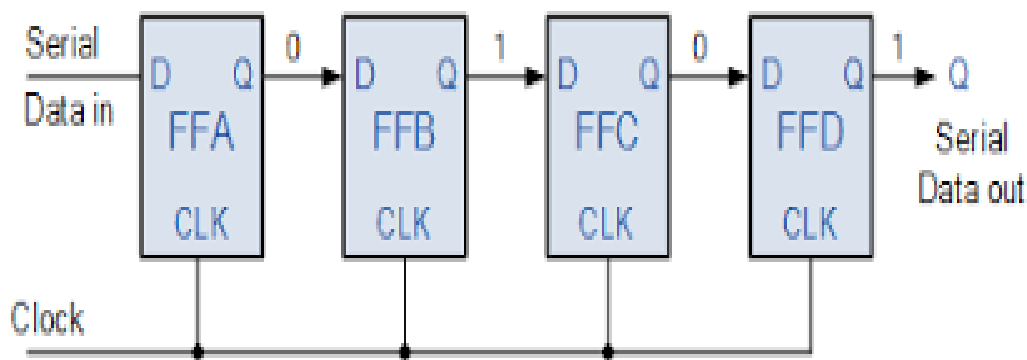 Serial
Data in
D Q
FFA
CLK
0
D Q
FFB
CLK
1
D Q
FFC
CLK
0
D Q
FFD
CLK
1
Q
Serial
Data out
Clock